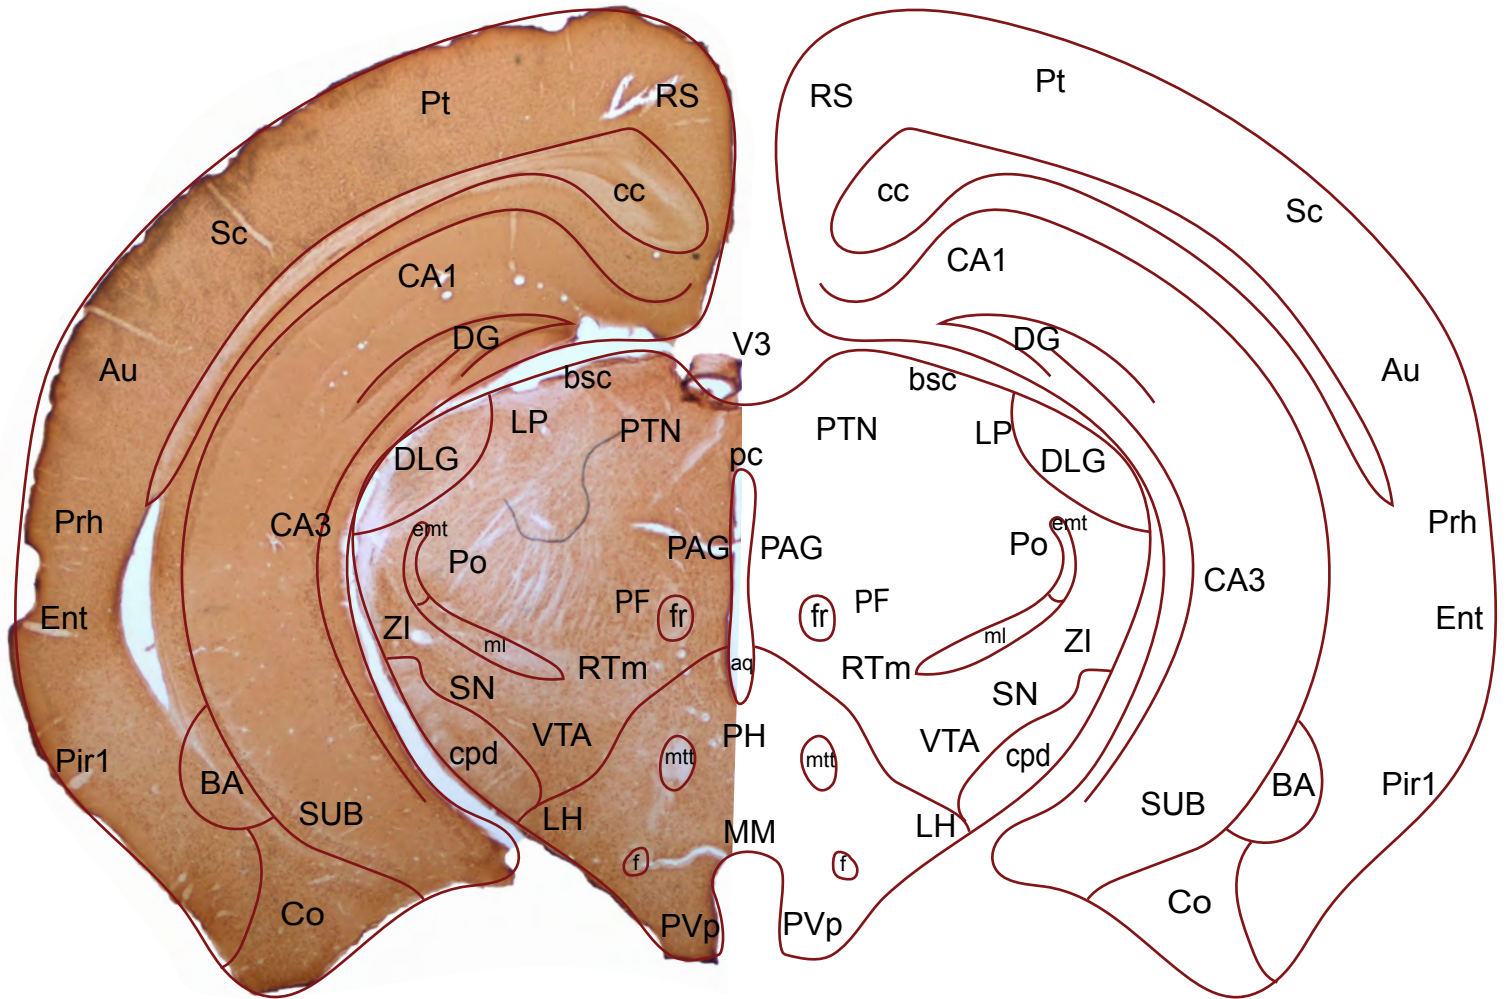 Pt
RS
RS
Pt
cc
cc
Sc
Sc
CA1
CA1
DG
V3
DG
Au
bsc
bsc
Au
LP
PTN
PTN
LP
DLG
pc
DLG
Prh
CA3
emt
emt
Prh
Po
PAG
PAG
Po
CA3
PF
fr
fr
PF
Ent
ZI
ml
ml
ZI
Ent
RTm
aq
RTm
SN
SN
VTA
PH
VTA
cpd
mtt
mtt
cpd
Pir1
BA
BA
Pir1
SUB
LH
MM
LH
SUB
f
f
Co
PVp
PVp
Co